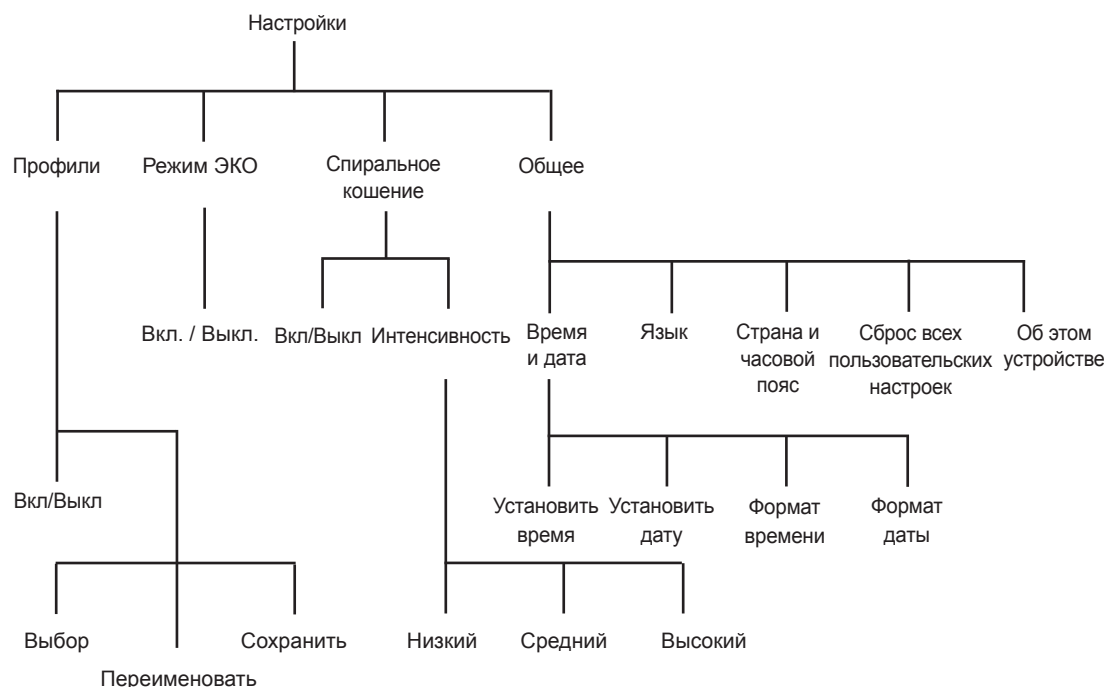 Настройки
Профили
Режим ЭКО
Спиральное
кошение
Общее
Вкл. / Выкл.
Вкл/Выкл
Интенсивность
Время
и дата
Язык
Страна и
часовой
пояс
Сброс всех
пользовательских
настроек
Об этом
устройстве
Вкл/Выкл
Установить
время
Установить
дату
Формат
времени
Формат
даты
Выбор
Переименовать
Сохранить
Низкий
Средний
Высокий